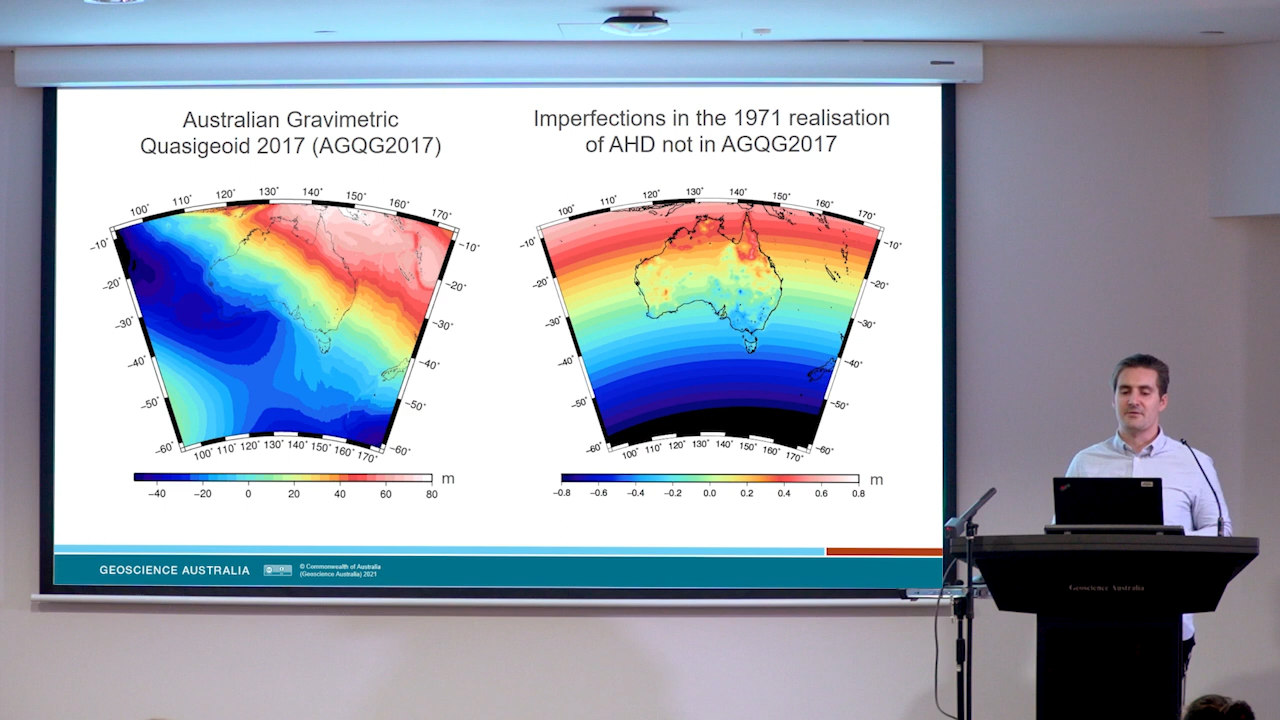 Australian Gravimetric
Quasigeoid 2017 (AGQG2017)
100˚ 110˚ 120˚ 130˚ 140˚ 150˚ 160˚ 170˚
−10˚ −10˚
−20˚ −20˚
−30˚ −30˚
−40˚ −40˚
−50˚ −50˚
−60˚ −60˚
100˚ 110˚ 120˚ 130˚ 140˚ 150˚ 160˚ 170˚
m
−40 −20 0 20 40 60 80
Imperfections in the 1971 realisation
of AHD not in AGQG2017
100˚ 110˚ 120˚ 130˚ 140˚ 150˚ 160˚ 170˚
−10˚ −10˚
−20˚ −20˚
−30˚ −30˚
−40˚ −40˚
−50˚ −50˚
−60˚ −60˚
100˚ 110˚ 120˚ 130˚ 140˚ 150˚ 160˚ 170˚
m
−0.8 −0.6 −0.4 −0.2 0.0 0.2 0.4 0.6 0.8
GEOSCIENCE AUSTRALIA
© Commonwealth of Australia
(Geoscience Australia) 2021
Geoscience Australia